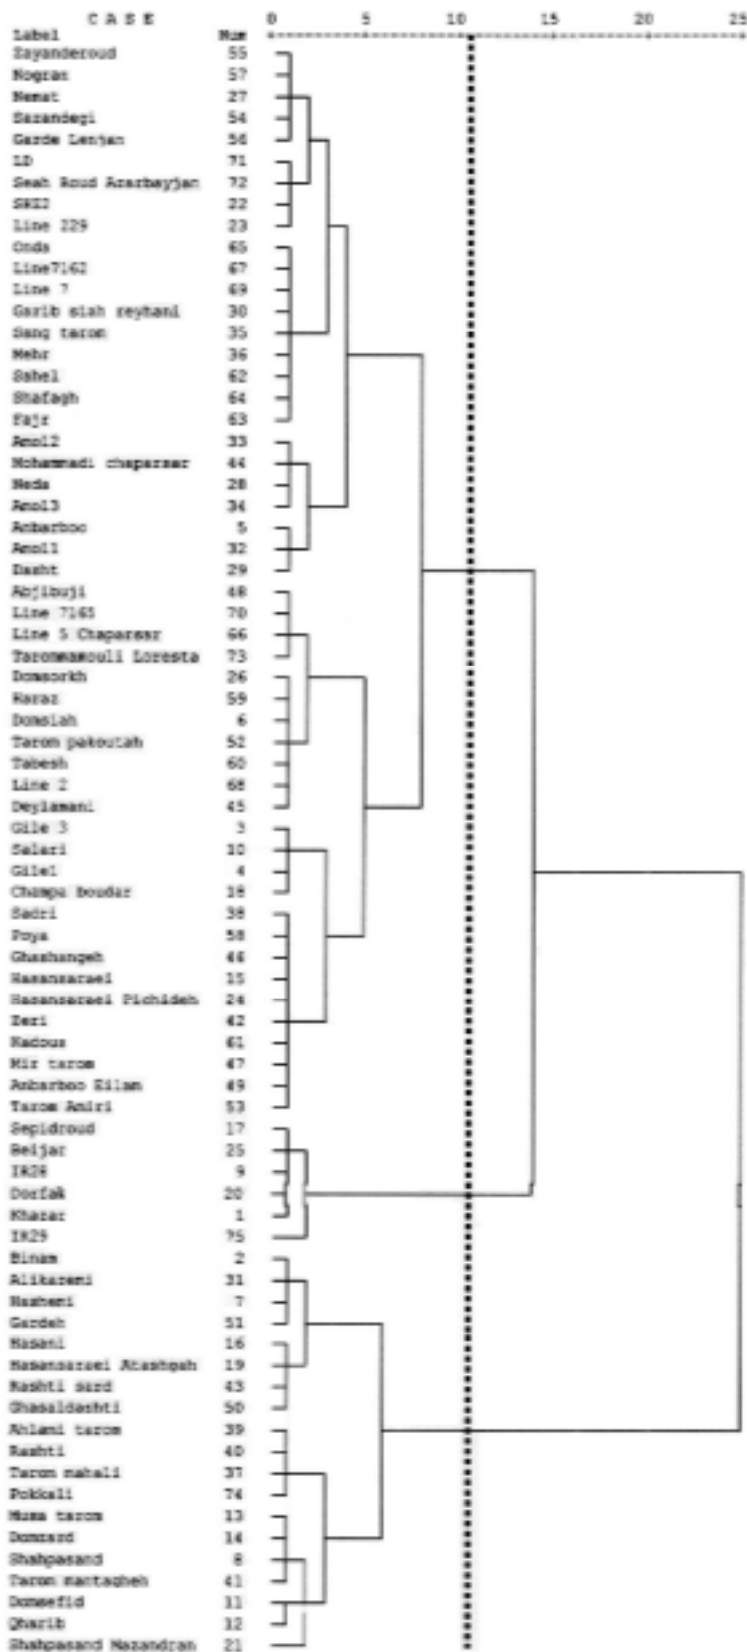 C A S E 0 5 10 15 20 25
Label Num
Zayanderoud 55
Nogran 57
Nemat 27
Sazandegi 54
Garde Lenjan 56
LD 71
Seah Roud Azarbayjan 72
SRI2 22
Line 229 23
Onda 65
Line7162 67
Line 7 69
Garib siah reyhani 30
Sang tarom 35
Mehr 36
Sahel 62
Shafagh 64
Fajr 63
Amol2 33
Mohammadi chaparsar 44
Neda 28
Amol3 34
Anbarboo 5
Amol1 32
Dasht 29
Abjibuji 48
Line 7165 70
Line 5 Chaparsar 66
Tarommamouli Loresta 73
Domsorkh 26
Haraz 59
Domsiah 6
Tarom pakoutah 52
Tabesh 60
Line 2 68
Deylamani 45
Gile 3 3
Salari 10
Gile1 4
Champa boudar 18
Sadri 38
Poya 58
Ghashangeh 46
Hasansaraei 15
Hasansaraei Pichideh 24
Zeri 42
Kadous 61
Mir tarom 47
Anbarboo Eilam 49
Tarom Amiri 53
Sepidroud 17
Beijar 25
IR28 9
Dorfak 20
Khazar 1
IR29 75
Binam 2
Alikazemi 31
Hashemi 7
Gardeh 51
Hasani 16
Hasansaraei Atashgah 19
Rashti sard 43
Ghasaldashti 50
Ahlami tarom 39
Rashti 40
Tarom mahali 37
Pokkali 74
Musa tarom 13
Domzard 14
Shahpasand 8
Tarom mantagheh 41
Domsefid 11
Qharib 12
Shahpasand Mazandran 21